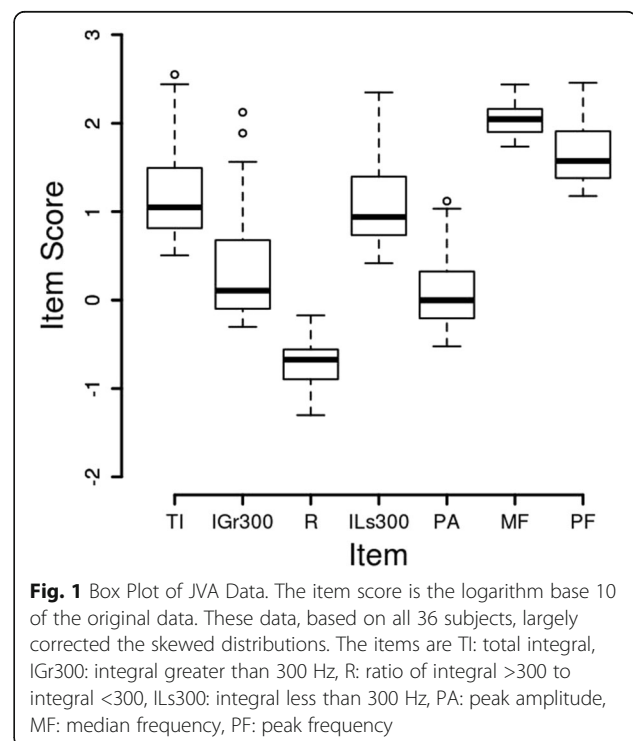 3
2
1
0
-1
-2
Item Score
TI IGr300 R ILs300 PA MF PF
Item
Fig. 1 Box Plot of JVA Data. The item score is the logarithm base 10
of the original data. These data, based on all 36 subjects, largely
corrected the skewed distributions. The items are TI: total integral,
IGr300: integral greater than 300 Hz, R: ratio of integral >300 to
integral <300, ILs300: integral less than 300 Hz, PA: peak amplitude,
MF: median frequency, PF: peak frequency